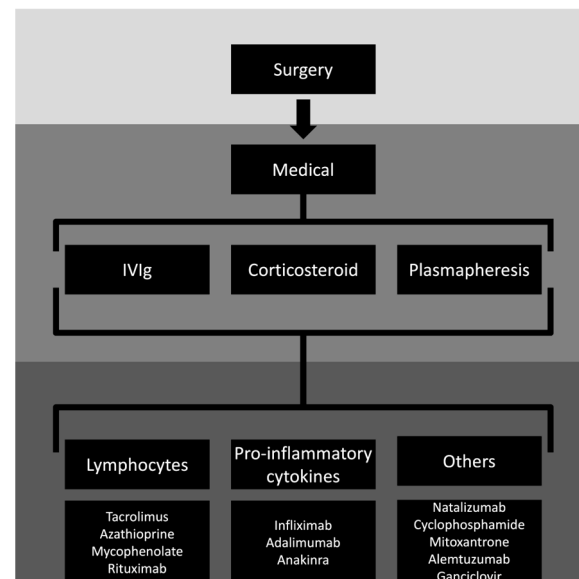 Surgery
Medical
IVIg
Corticosteroid
Plasmapheresis
Lymphocytes
Pro-inflammatory
cytokines
Others
Tacrolimus
Azathioprine
Mycophenolate
Rituximab
Infliximab
Adalimumab
Anakinra
Natalizumab
Cyclophosphamide
Mitoxantrone
Alemtuzumab
Ganciclovir